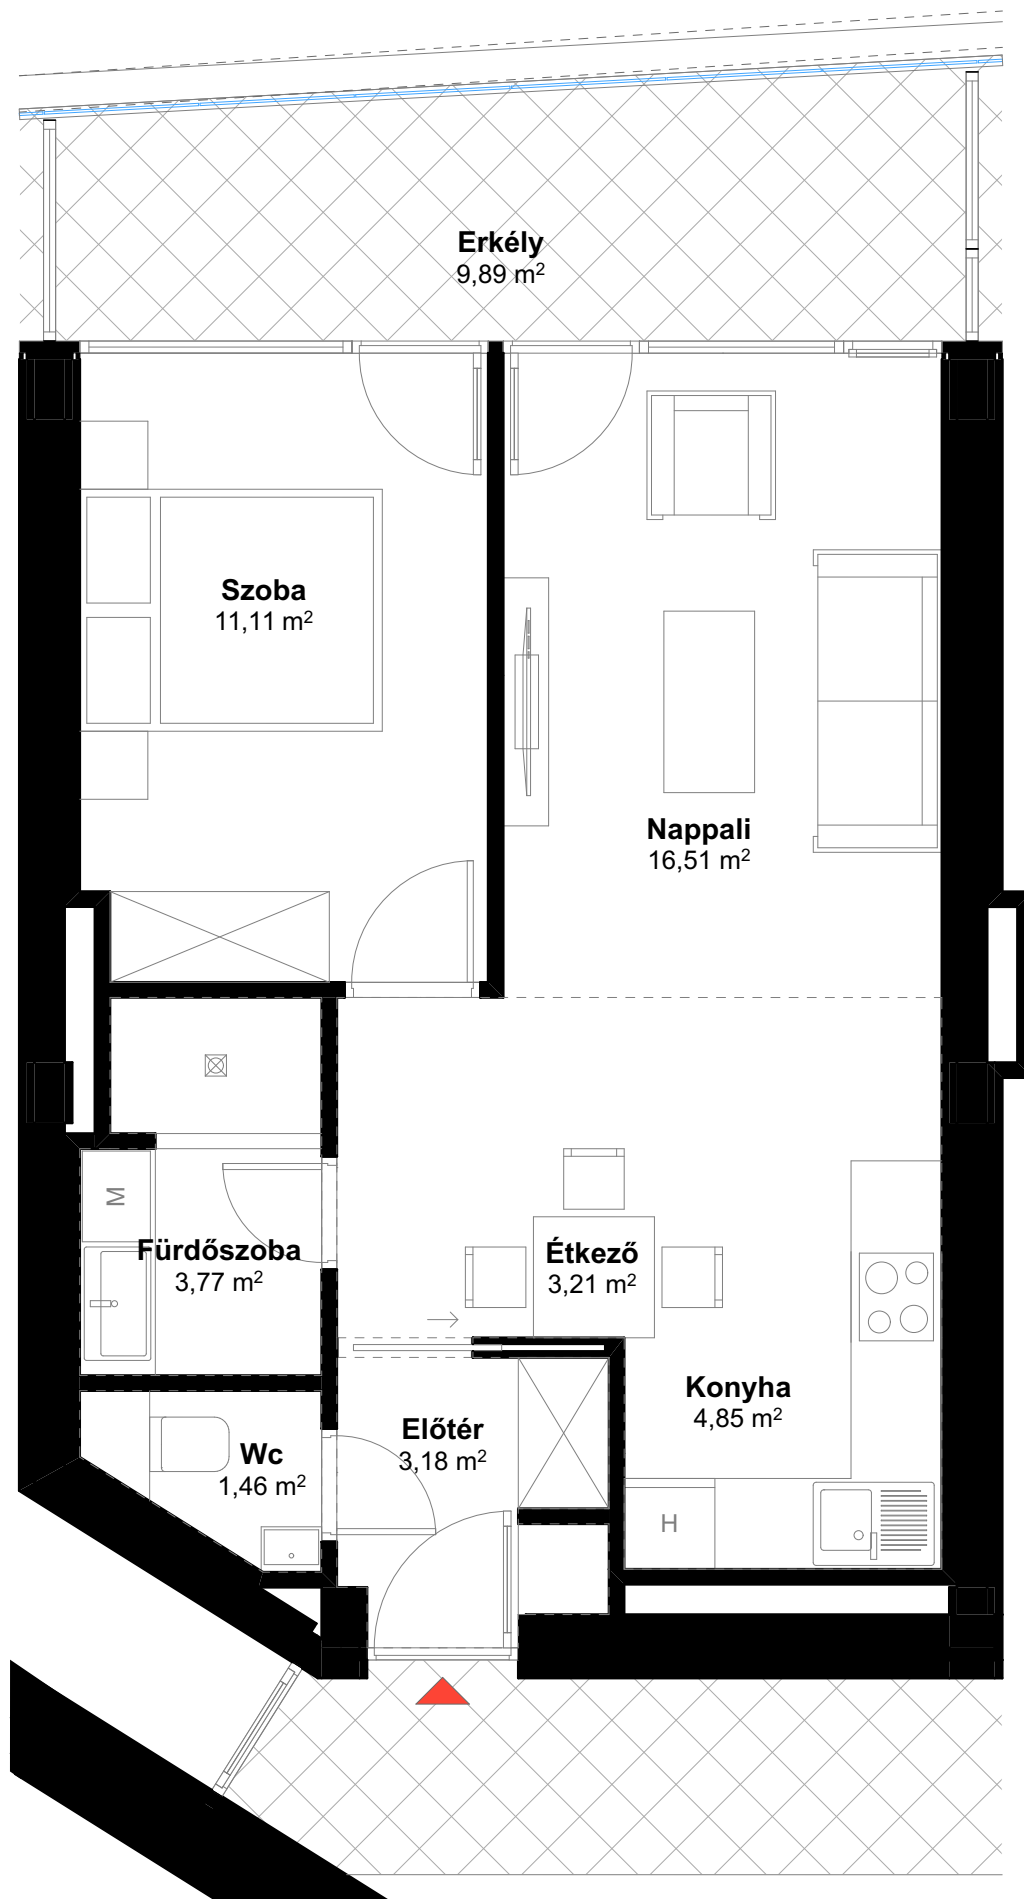 Erkély
9,89 m²
Szoba
11,11 m²
Nappali
16,51 m²
M
Fürdőszoba
3,77 m²
Étkező
3,21 m²
Konyha
4,85 m²
Előtér
3,18 m²
Wc
1,46 m²
H